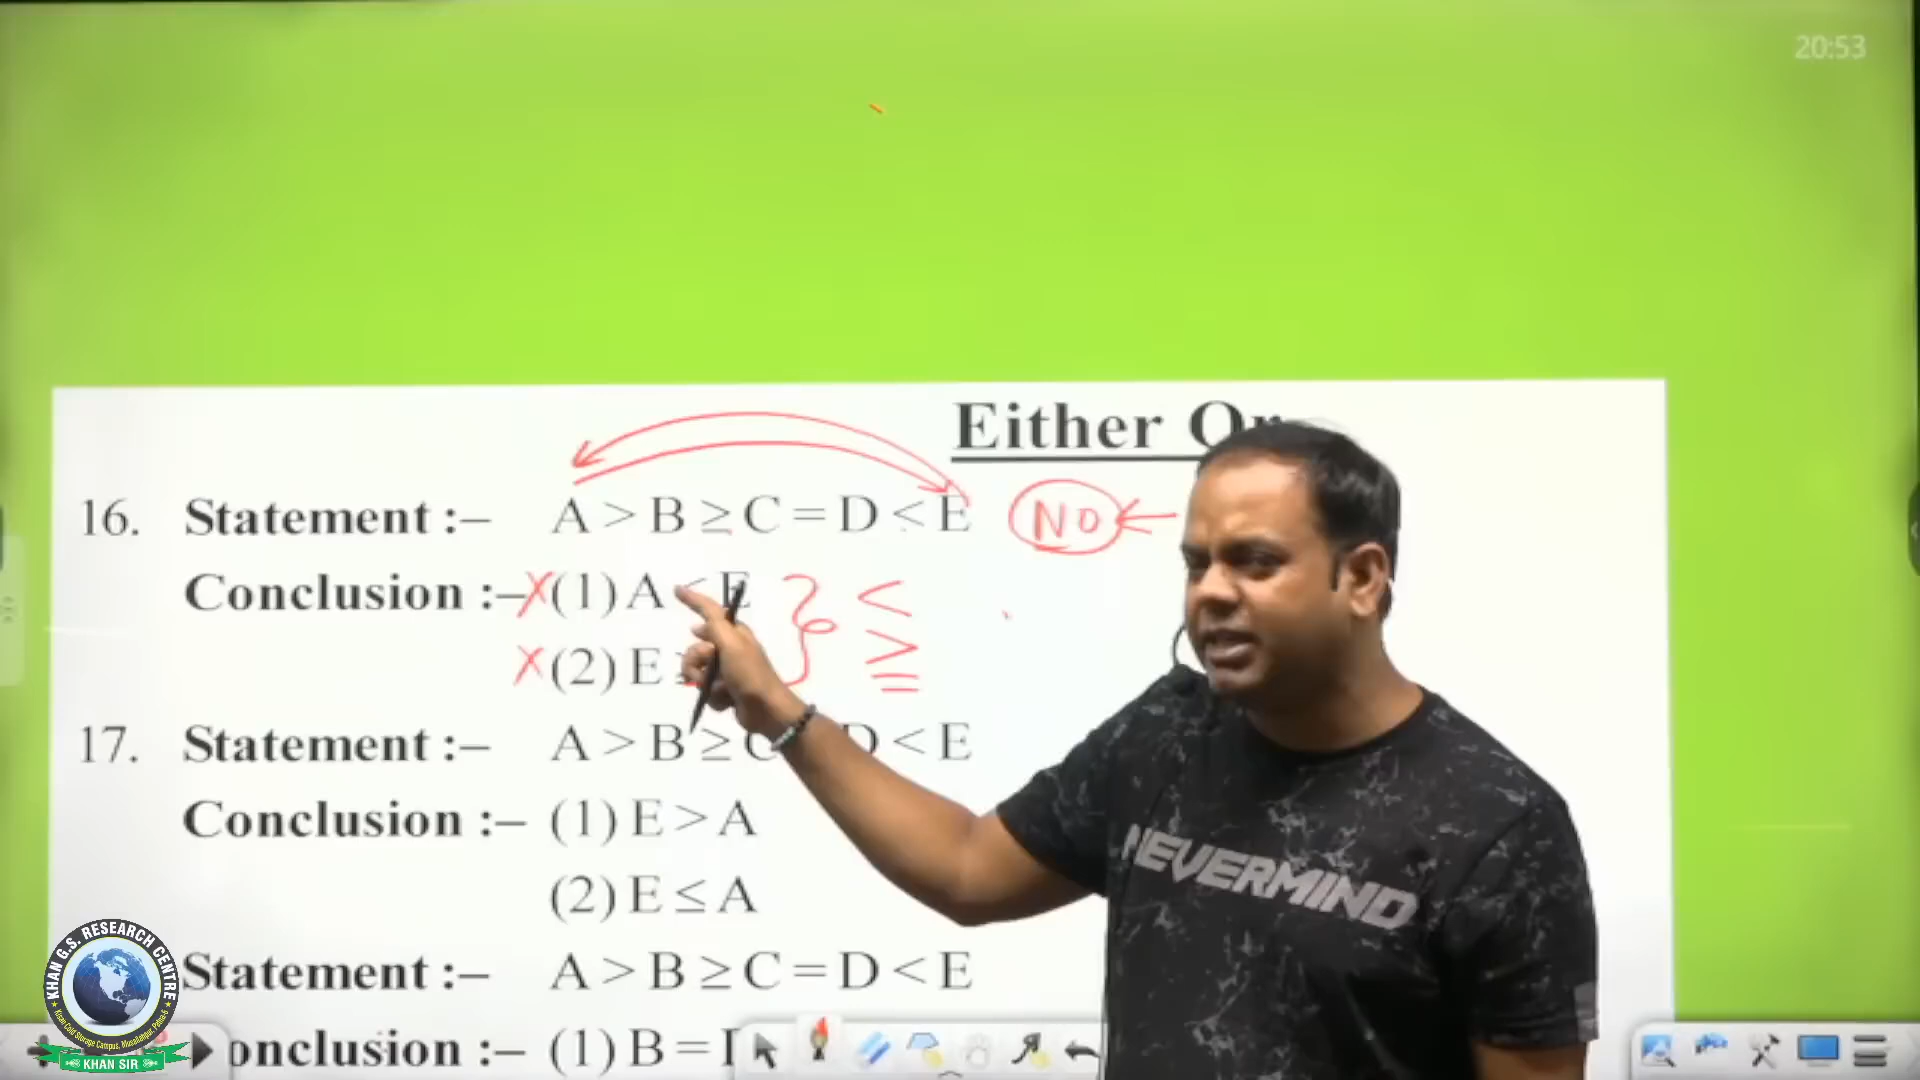 20:53
Either Or
16. Statement :– A > B ≥ C = D < E NO
Conclusion :– X (1) A < E } <
X (2) E ≥ > =
17. Statement :– A > B ≥ C D < E
Conclusion :– (1) E > A
(2) E ≤ A
Statement :– A > B ≥ C = D < E
onclusion :– (1) B =
NEVERMIND
KHAN G.S. RESEARCH CENTRE
KHAN SIR